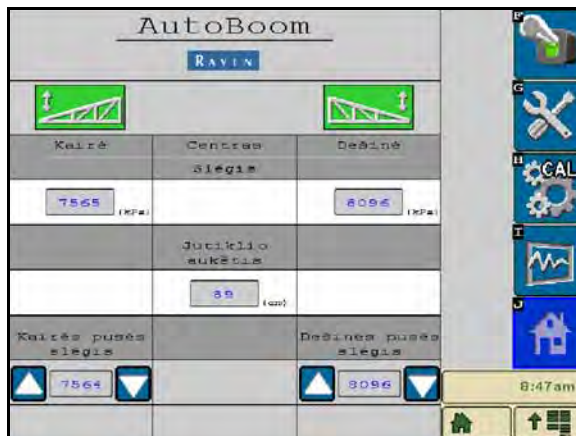 AutoBoom
RAVEN
F
G
H
CAL
I
J
Kairė Centras Dešinė
Slėgis
7565 (kPa) 8096 (kPa)
Jutiklio
aukštis
89 (cm)
Kairės pusės Dešinės pusės
slėgis slėgis
7564 8096
8:47am